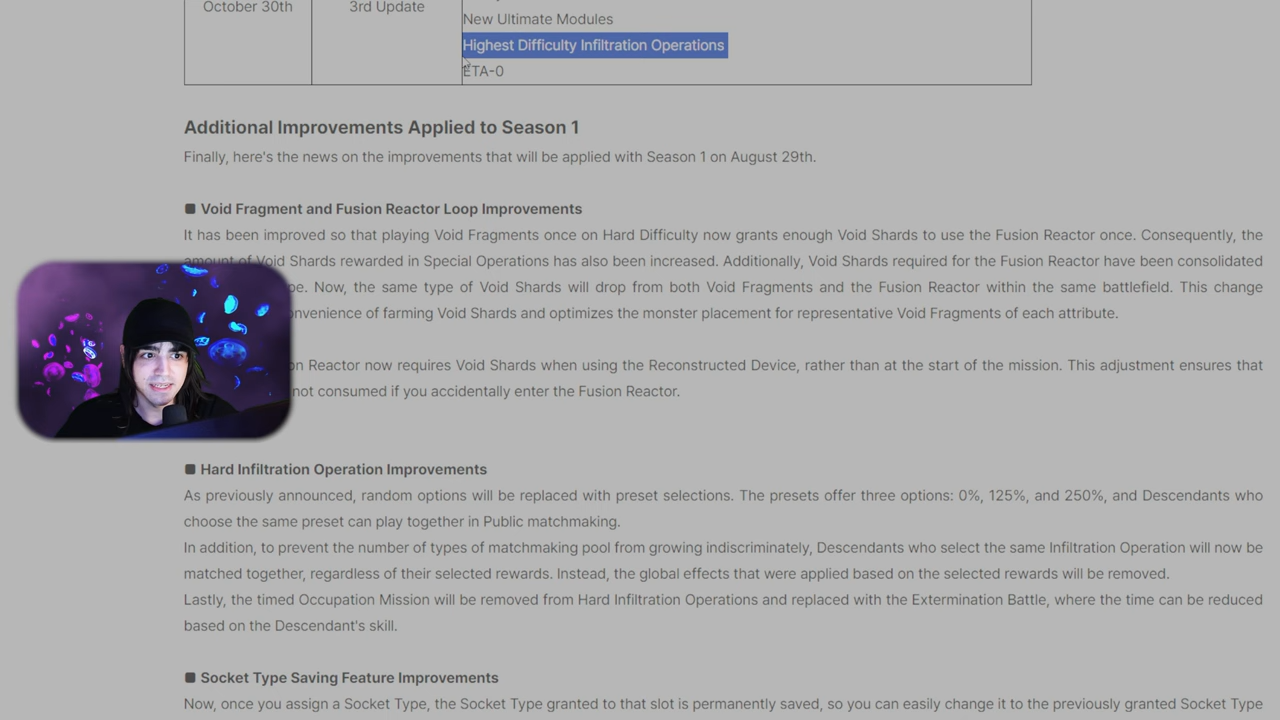 October 30th
3rd Update
New Ultimate Modules
Highest Difficulty Infiltration Operations
ETA-0
Additional Improvements Applied to Season 1
Finally, here's the news on the improvements that will be applied with Season 1 on August 29th.
Void Fragment and Fusion Reactor Loop Improvements
It has been improved so that playing Void Fragments once on Hard Difficulty now grants enough Void Shards to use the Fusion Reactor once. Consequently, the
amount of Void Shards rewarded in Special Operations has also been increased. Additionally, Void Shards required for the Fusion Reactor have been consolidated
Now, the same type of Void Shards will drop from both Void Fragments and the Fusion Reactor within the same battlefield. This change
of farming Void Shards and optimizes the monster placement for representative Void Fragments of each attribute.
Reactor now requires Void Shards when using the Reconstructed Device, rather than at the start of the mission. This adjustment ensures that
not consumed if you accidentally enter the Fusion Reactor.
■ Hard Infiltration Operation Improvements
As previously announced, random options will be replaced with preset selections. The presets offer three options: 0%, 125%, and 250%, and Descendants who
choose the same preset can play together in Public matchmaking.
In addition, to prevent the number of types of matchmaking pool from growing indiscriminately, Descendants who select the same Infiltration Operation will now be
matched together, regardless of their selected rewards. Instead, the global effects that were applied based on the selected rewards will be removed.
Lastly, the timed Occupation Mission will be removed from Hard Infiltration Operations and replaced with the Extermination Battle, where the time can be reduced
based on the Descendant's skill.
■ Socket Type Saving Feature Improvements
Now, once you assign a Socket Type, the Socket Type granted to that slot is permanently saved, so you can easily change it to the previously granted Socket Type